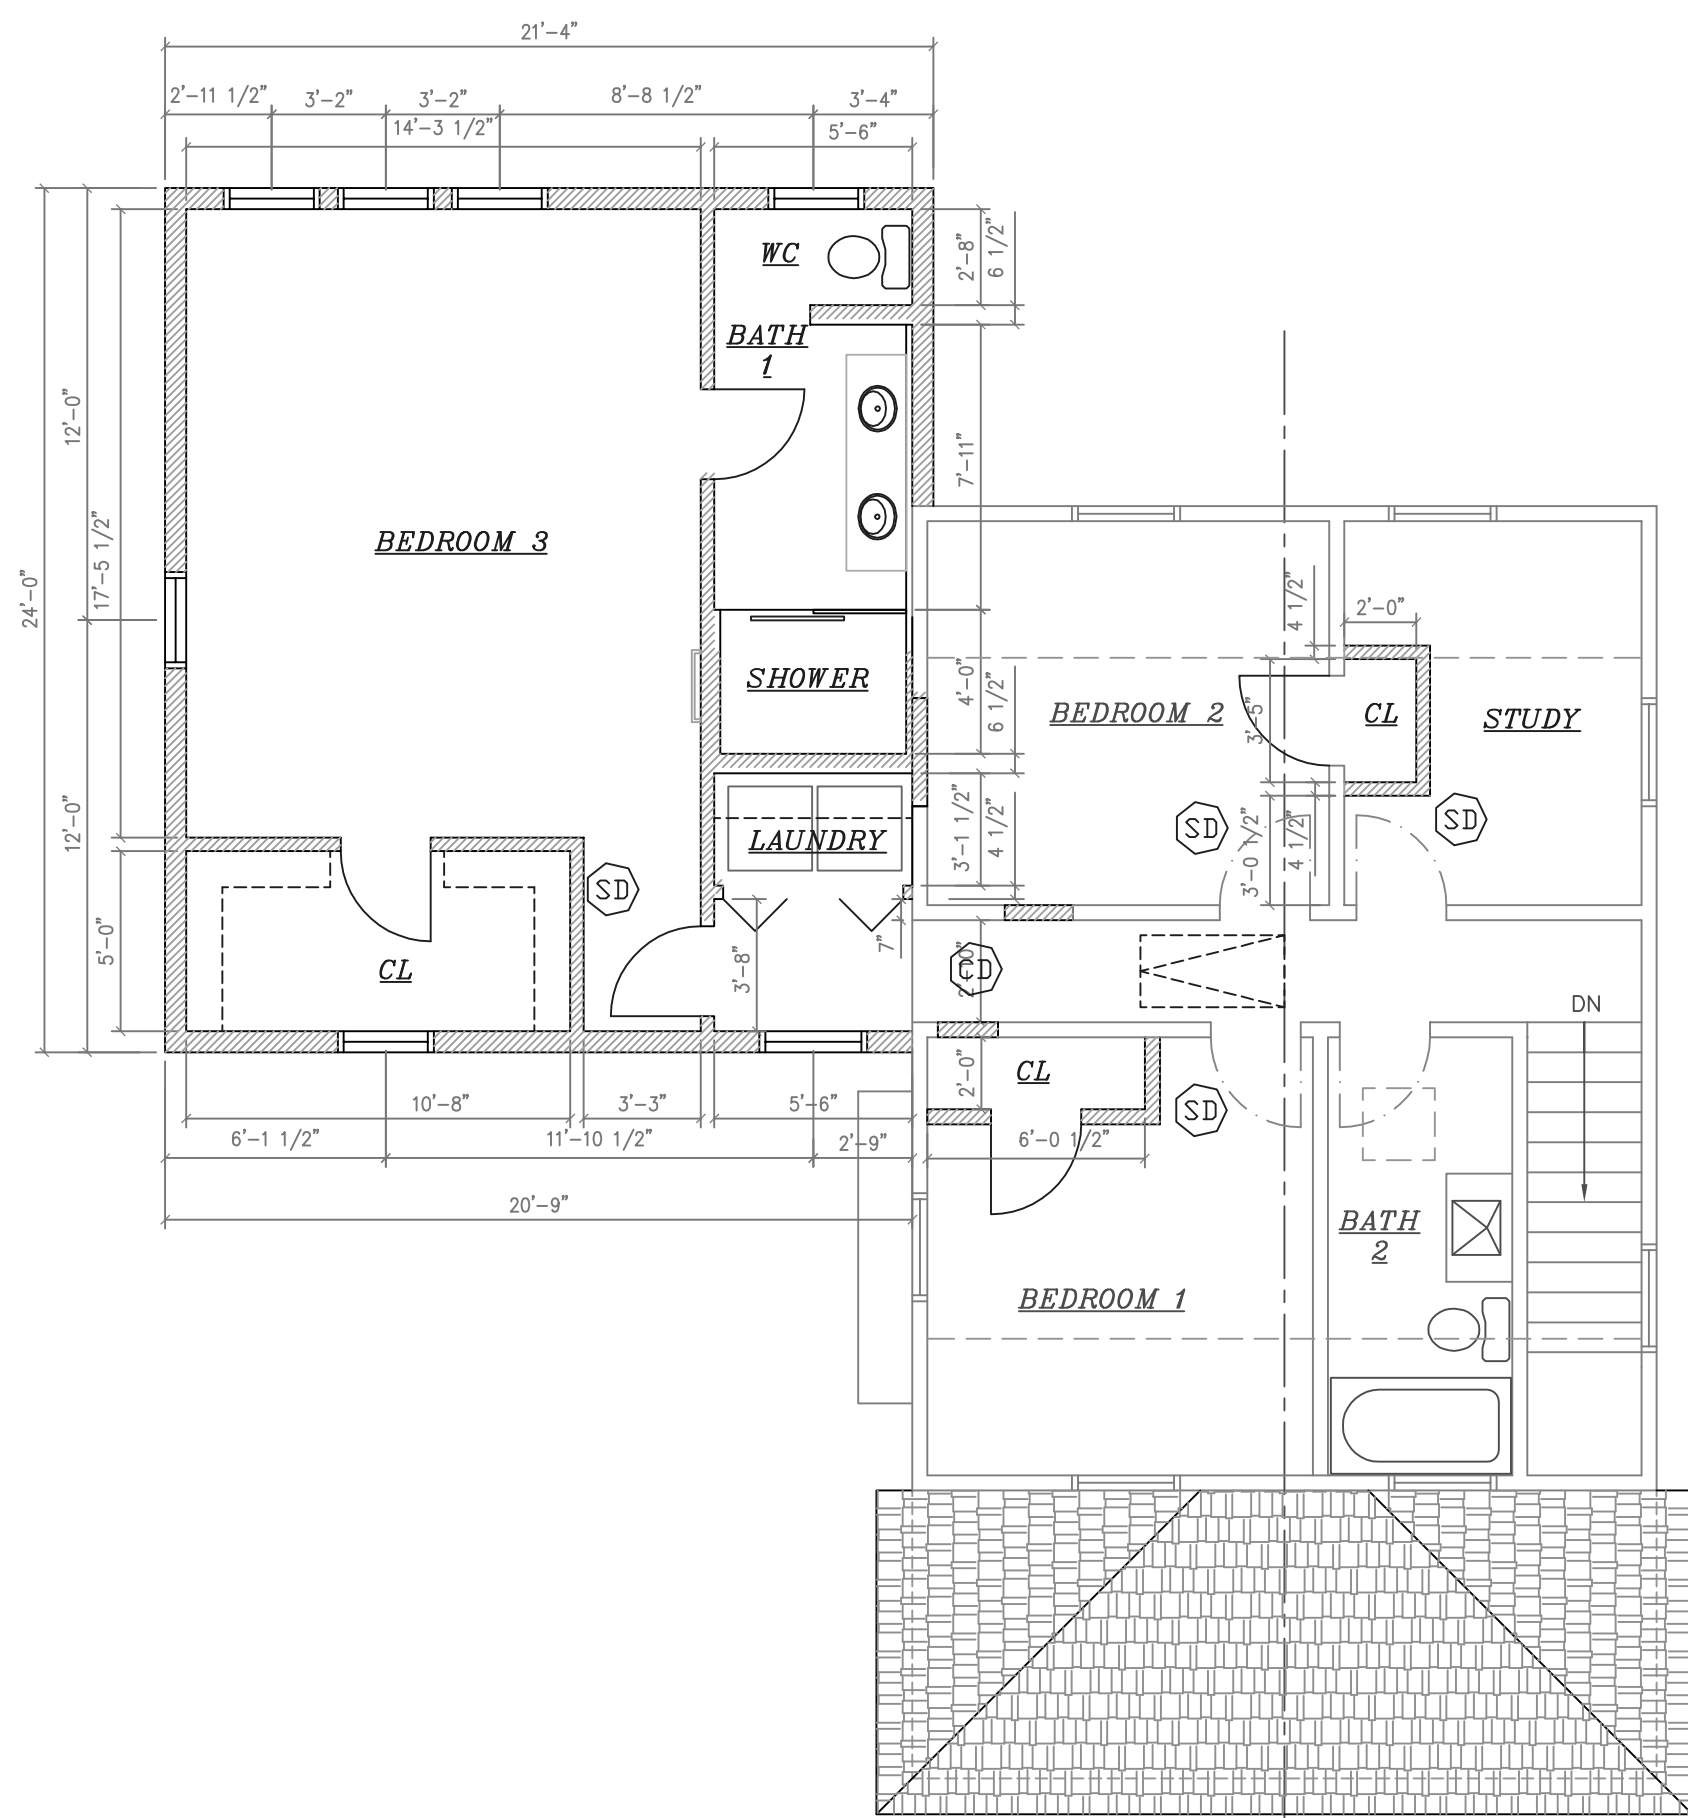 21'-4"
2'-11 1/2" 3'-2" 3'-2" 8'-8 1/2" 3'-4"
14'-3 1/2" 5'-6"
WC
2'-8"
6 1/2"
BATH
1
12'-0"
7'-11"
17'-5 1/2"
24'-0"
BEDROOM 3
4 1/2"
2'-0"
SHOWER
4'-0"
6 1/2"
BEDROOM 2
3'-5"
CL
STUDY
12'-0"
LAUNDRY
3'-1 1/2"
4 1/2"
SD
SD
3'-0 1/2"
4 1/2"
SD
5'-0"
CL
3'-8"
7"
CD
2'-10"
DN
CL
2'-0"
SD
10'-8" 3'-3" 5'-6"
6'-1 1/2" 11'-10 1/2" 2'-9" 6'-0 1/2"
20'-9"
BATH
2
BEDROOM 1